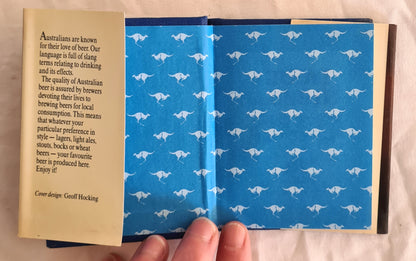 Australians are known
for their love of beer. Our
language is full of slang
terms relating to drinking
and its effects.
The quality of Australian
beer is assured by brewers
devoting their lives to
brewing beers for local
consumption. This means
that whatever your
particular preference in
style — lagers, light ales,
stouts, bocks or wheat
beers — your favourite
beer is produced here.
Enjoy it!
Cover design: Geoff Hocking